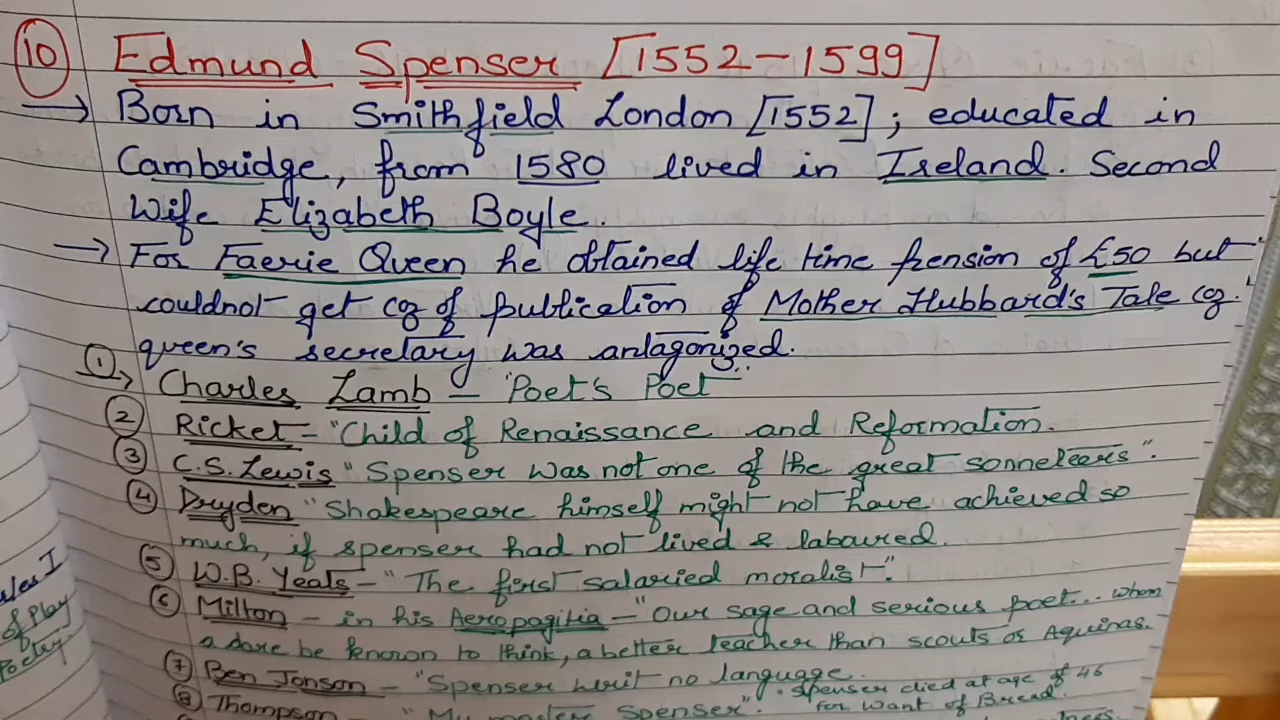 10 Edmund Spenser [1552-1599]
→ Born in Smithfield London [1552]; educated in
Cambridge, from 1580 lived in Ireland. Second
Wife Elizabeth Boyle.
→ For Faerie Queen he obtained life time pension of £50 but
couldnot get cz of publication of Mother Hubbard's Tale cz
queen's secretary was antagonized.
1 → Charles Lamb - "Poet's Poet"
2 Ricket - "Child of Renaissance and Reformation.
3 C.S. Lewis "Spenser was not one of the great sonneteers".
4 Dryden "Shakespeare himself might not have achieved so
much, if spenser had not lived & laboured.
5 W.B. Yeats - "The first salaried moralist".
6 Milton - in his Aeropagitia - "Our sage and serious poet... whom
a dare be known to think, a better teacher than scouts or Aquinas.
7 Ben Jonson - "Spenser writ no language.
"Spenser died at age of 46
for want of Bread.
8 Thompson - "My master Spenser".
of Play
Poetry